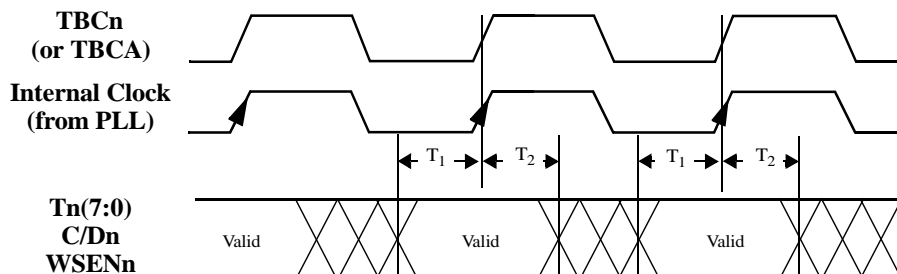 TBCn
(or TBCA)
Internal Clock
(from PLL)
T1 T2 T1 T2
Tn(7:0)
C/Dn
WSENn
Valid Valid Valid